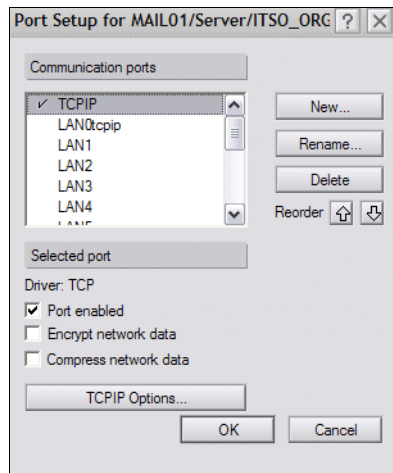 Port Setup for MAIL01/Server/ITSO_ORG
Communication ports
TCPIP
LAN0tcpip
LAN1
LAN2
LAN3
LAN4
New...
Rename...
Delete
Reorder
Selected port
Driver: TCP
Port enabled
Encrypt network data
Compress network data
TCPIP Options...
OK
Cancel